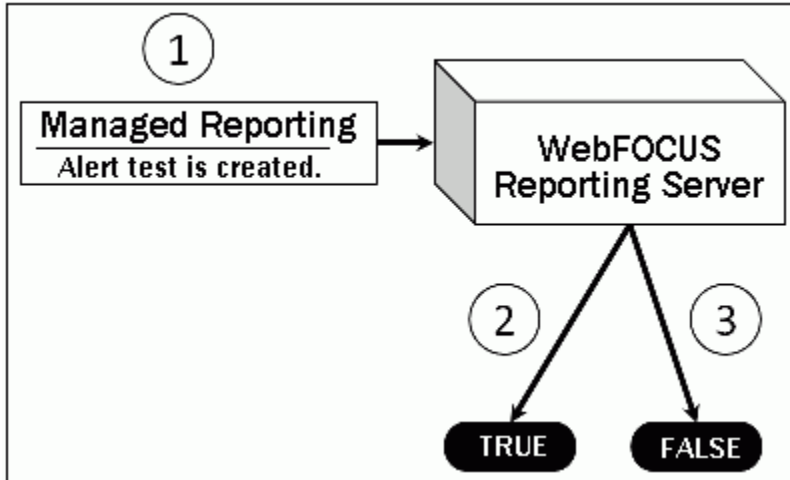 1
Managed Reporting
Alert test is created.
WebFOCUS
Reporting Server
2
3
TRUE
FALSE